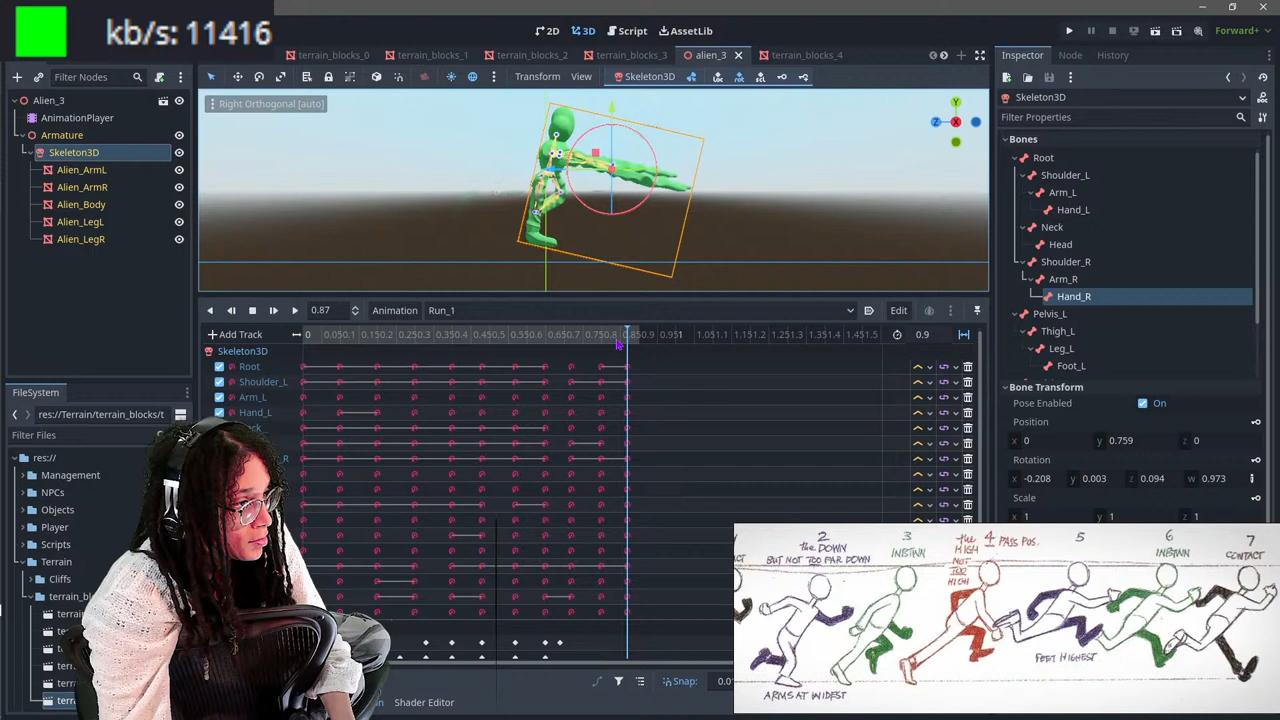 kb/s: 11416
2D 3D Script AssetLib
Forward+
Filter Nodes
terrain_blocks_0 terrain_blocks_1 terrain_blocks_2 terrain_blocks_3 alien_3 terrain_blocks_4
Inspector Node History
Transform View Skeleton3D
Alien_3
AnimationPlayer
Armature
Skeleton3D
Alien_ArmL
Alien_ArmR
Alien_Body
Alien_LegL
Alien_LegR
Right Orthogonal [auto]
Y
Z X
Skeleton3D
Filter Properties
Bones
Root
Shoulder_L
Arm_L
Hand_L
Neck
Head
Shoulder_R
Arm_R
Hand_R
Pelvis_L
Thigh_L
Leg_L
Foot_L
0.87 Animation Run_1 Edit
Add Track 0.9
Skeleton3D
Root
Shoulder_L
Arm_L
Hand_L
Snap:
Shader Editor
Bone Transform
Pose Enabled On
Position
x 0 y 0.759 z 0
Rotation
x -0.208 y 0.003 z 0.094 w 0.973
Scale
x 1 y 1 z 1
FileSystem
res://Terrain/terrain_blocks/t
Filter Files
res://
Management
NPCs
Objects
Player
Scripts
Terrain
Cliffs
2
the DOWN
BUT NOT TOO FAR DOWN
ARMS AT WIDEST
3
INBTWN
the 4 PASS POS.
HIGH
NOT
TOO
HIGH
5
FEET HIGHEST
6
INBTWN
7
CONTACT